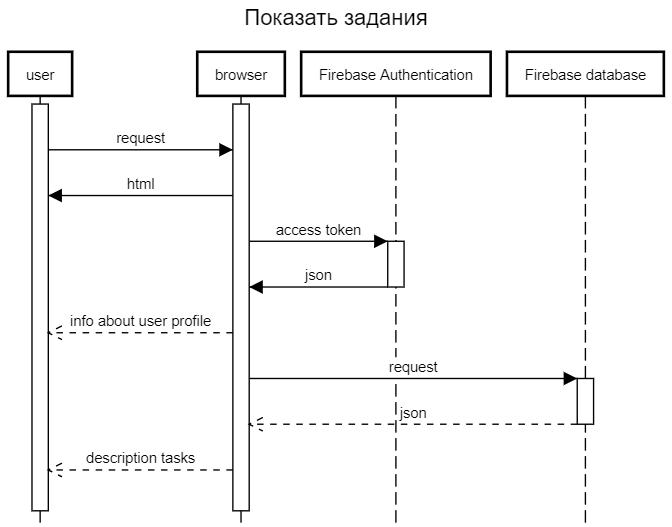 Показать задания
user
browser
Firebase Authentication
Firebase database
request
html
access token
json
info about user profile
request
json
description tasks